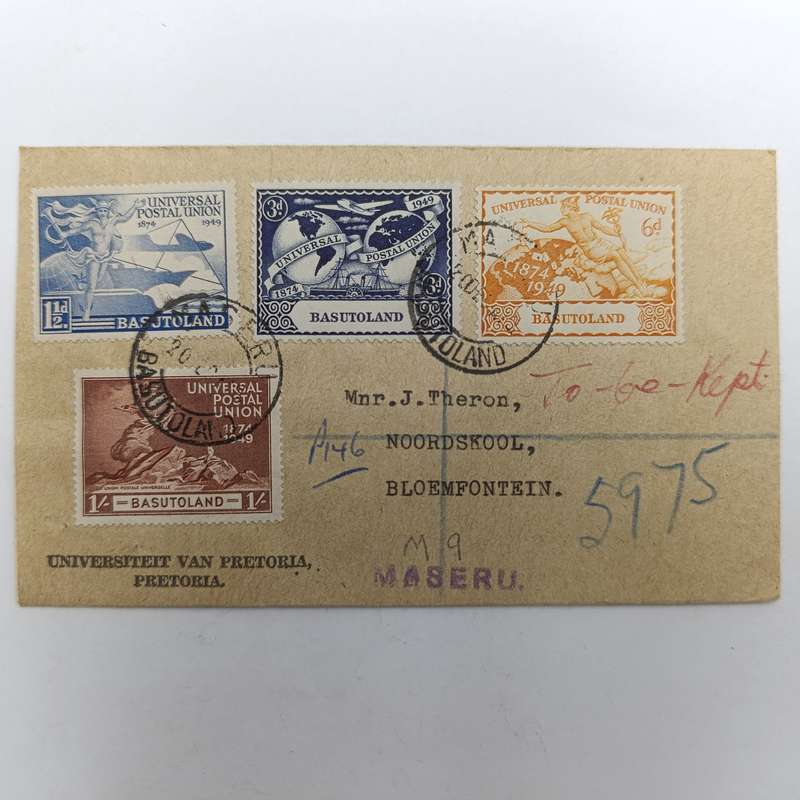 UNIVERSAL
POSTAL UNION
1874 1949
1½d.
BASUTOLAND
3d 1949
UNIVERSAL POSTAL UNION
1874 3d
BASUTOLAND
UNIVERSAL POSTAL UNION
6d
1874
1949
BASUTOLAND
MASERU
20
BASUTOLAND
UNIVERSAL
POSTAL
UNION
1874
1949
UNION POSTALE UNIVERSELLE
1/- BASUTOLAND 1/-
Mnr.J.Theron,
To-be-Kept.
A146
NOORDSKOOL,
BLOEMFONTEIN.
5975
M 9
MASERU.
UNIVERSITEIT VAN PRETORIA,
PRETORIA.